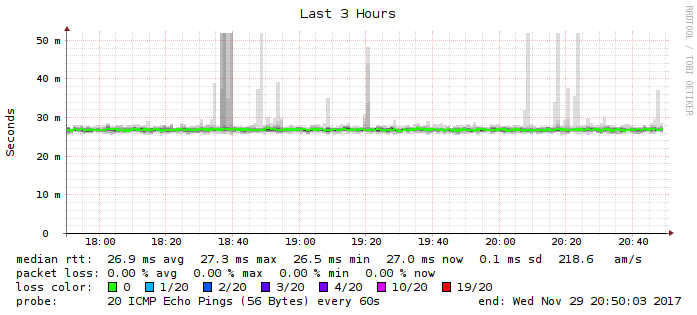 Last 3 Hours
RRDTOOL / TOBI OETIKER
Seconds
50 m
40 m
30 m
20 m
10 m
0
18:00 18:20 18:40 19:00 19:20 19:40 20:00 20:20 20:40
median rtt: 26.9 ms avg 27.3 ms max 26.5 ms min 27.0 ms now 0.1 ms sd 218.6 am/s
packet loss: 0.00 % avg 0.00 % max 0.00 % min 0.00 % now
loss color: 0 1/20 2/20 3/20 4/20 10/20 19/20
probe: 20 ICMP Echo Pings (56 Bytes) every 60s end: Wed Nov 29 20:50:03 2017